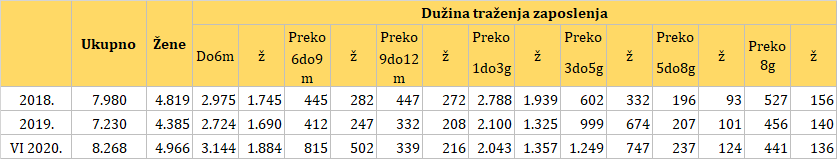 Dužina traženja zaposlenja
Ukupno Žene Do6m ž Preko 6do9 m ž Preko 9do12 m ž Preko 1do3g ž Preko 3do5g ž Preko 5do8g ž Preko 8g ž
2018. 7.980 4.819 2.975 1.745 445 282 447 272 2.788 1.939 602 332 196 93 527 156
2019. 7.230 4.385 2.724 1.690 412 247 332 208 2.100 1.325 999 674 207 101 456 140
VI 2020. 8.268 4.966 3.144 1.884 815 502 339 216 2.043 1.357 1.249 747 237 124 441 136